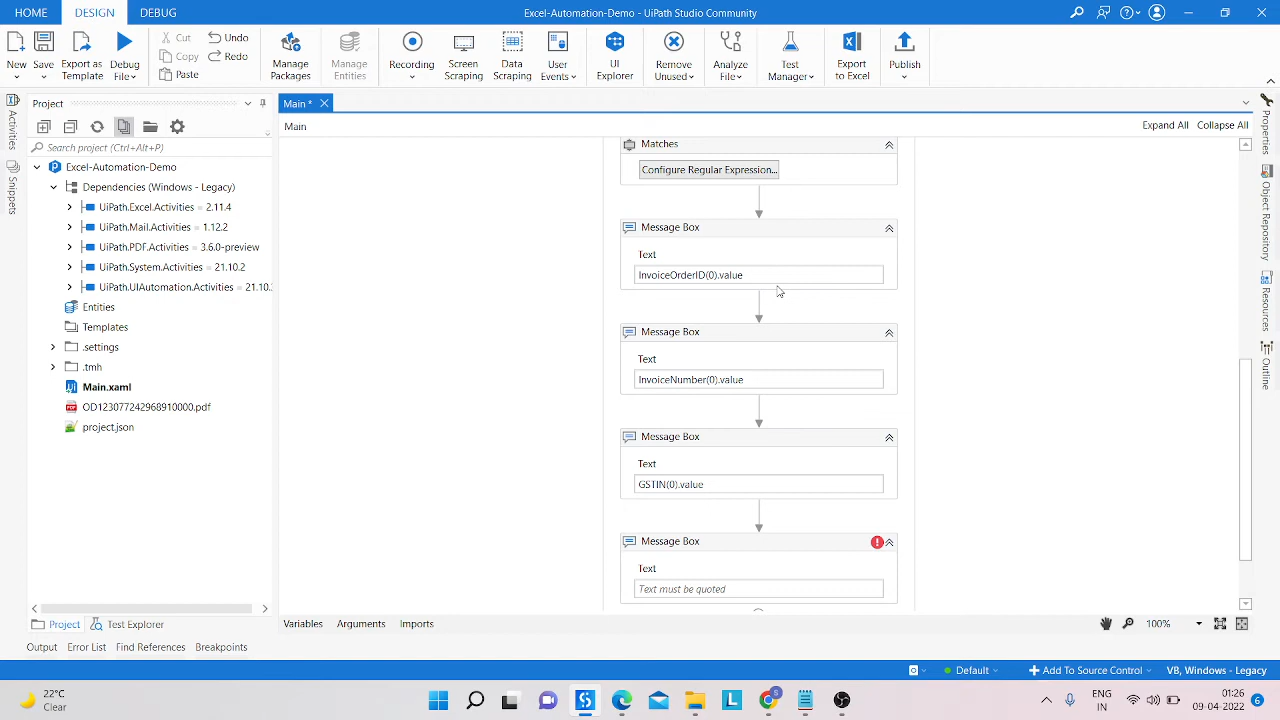 HOME DESIGN DEBUG Excel-Automation-Demo - UiPath Studio Community
New Save Export as Template Debug File Cut Copy Paste Undo Redo Manage Packages Manage Entities Recording Screen Scraping Data Scraping User Events UI Explorer Remove Unused Analyze File Test Manager Export to Excel Publish
Project
Main *
Main
Expand All Collapse All
Search project (Ctrl+Alt+P)
Excel-Automation-Demo
Dependencies (Windows - Legacy)
UiPath.Excel.Activities = 2.11.4
UiPath.Mail.Activities = 1.12.2
UiPath.PDF.Activities = 3.6.0-preview
UiPath.System.Activities = 21.10.2
UiPath.UIAutomation.Activities = 21.10.
Entities
Templates
.settings
.tmh
Main.xaml
OD123077242968910000.pdf
project.json
Activities
Snippets
Matches
Configure Regular Expression...
Message Box
Text
InvoiceOrderID(0).value
Message Box
Text
InvoiceNumber(0).value
Message Box
Text
GSTIN(0).value
Message Box
Text
Text must be quoted
Properties
Object Repository
Resources
Outline
Project Test Explorer
Variables Arguments Imports
100%
Output Error List Find References Breakpoints
Default Add To Source Control VB, Windows - Legacy
22°C
Clear
ENG
IN
01:26
09-04-2022
6